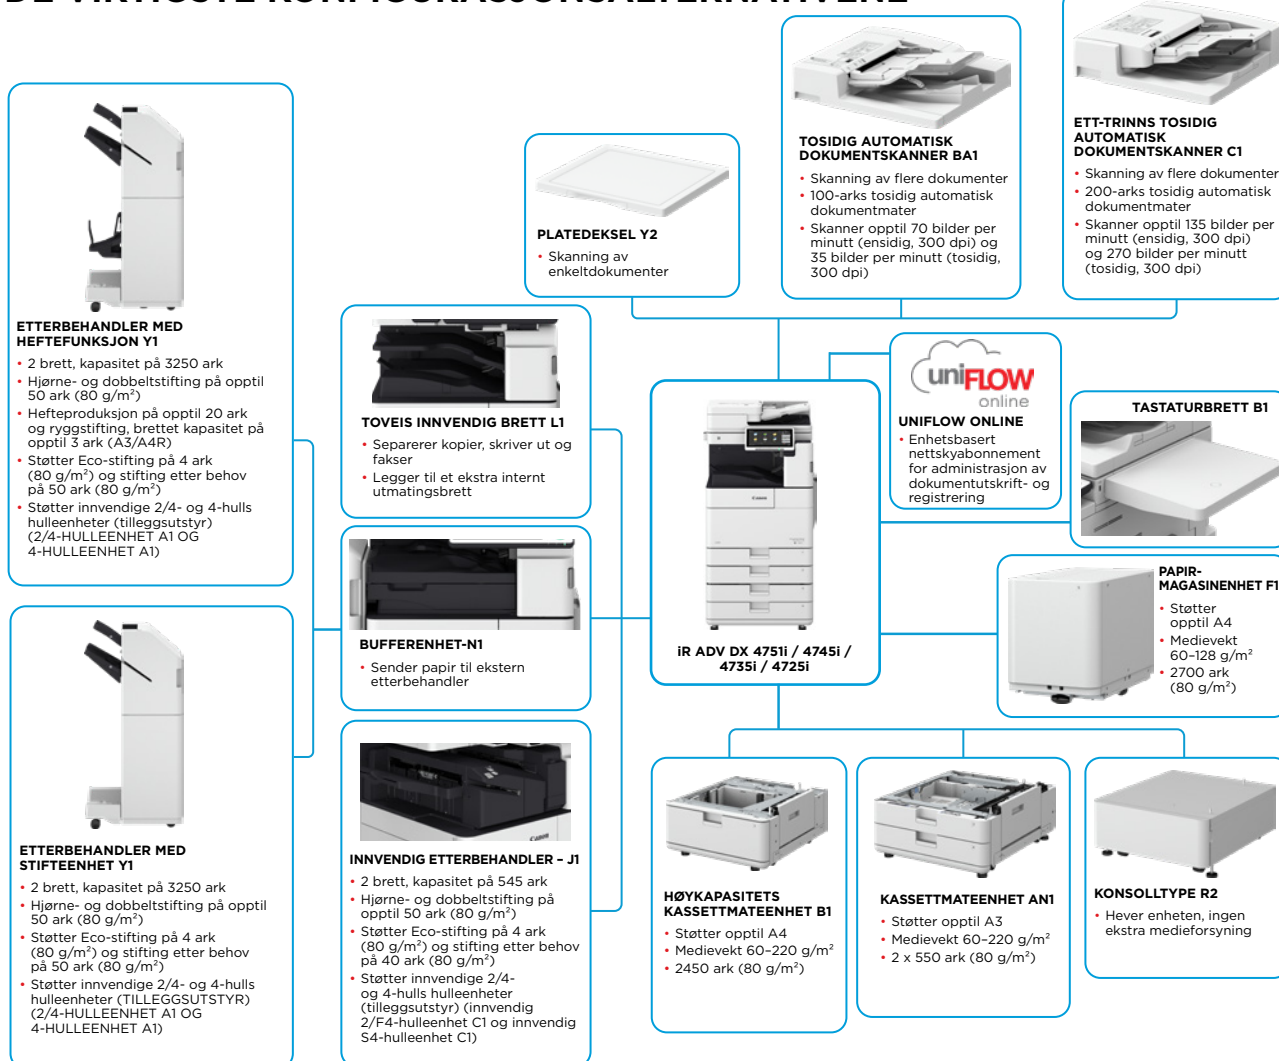 DE VIKTIGSTE KONFIGURASJONSALTERNATIVENE
TOSIDIG AUTOMATISK
DOKUMENTSKANNER BA1
• Skanning av flere dokumenter
• 100-arks tosidig automatisk
dokumentmater
• Skanner opptil 70 bilder per
minutt (ensidig, 300 dpi) og
35 bilder per minutt (tosidig,
300 dpi)
ETT-TRINNS TOSIDIG
AUTOMATISK
DOKUMENTSKANNER C1
• Skanning av flere dokumenter
• 200-arks tosidig automatisk
dokumentmater
• Skanner opptil 135 bilder per
minutt (ensidig, 300 dpi)
og 270 bilder per minutt
(tosidig, 300 dpi)
PLATEDEKSEL Y2
• Skanning av
enkeltdokumenter
ETTERBEHANDLER MED
HEFTEFUNKSJON Y1
• 2 brett, kapasitet på 3250 ark
• Hjørne- og dobbeltstifting på opptil
50 ark (80 g/m²)
• Hefteproduksjon på opptil 20 ark
og ryggstifting, brettet kapasitet på
opptil 3 ark (A3/A4R)
• Støtter Eco-stifting på 4 ark
(80 g/m²) og stifting etter behov
på 50 ark (80 g/m²)
• Støtter innvendige 2/4- og 4-hulls
hulleenheter (tilleggsutstyr)
(2/4-HULLEENHET A1 OG
4-HULLEENHET A1)
TOVEIS INNVENDIG BRETT L1
• Separerer kopier, skriver ut og
fakser
• Legger til et ekstra internt
utmatingsbrett
uniFLOW
online
UNIFLOW ONLINE
• Enhetsbasert
nettskyabonnement
for administrasjon av
dokumentutskrift- og
registrering
TASTATURBRETT B1
BUFFERENHET-N1
• Sender papir til ekstern
etterbehandler
Canon
iR ADV DX 4751i / 4745i /
4735i / 4725i
PAPIR-
MAGASINENHET F1
• Støtter
opptil A4
• Medievekt
60–128 g/m²
• 2700 ark
(80 g/m²)
ETTERBEHANDLER MED
STIFTEENHET Y1
• 2 brett, kapasitet på 3250 ark
• Hjørne- og dobbeltstifting på opptil
50 ark (80 g/m²)
• Støtter Eco-stifting på 4 ark
(80 g/m²) og stifting etter behov
på 50 ark (80 g/m²)
• Støtter innvendige 2/4- og 4-hulls
hulleenheter (TILLEGGSUTSTYR)
(2/4-HULLEENHET A1 OG
4-HULLEENHET A1)
Canon
INNVENDIG ETTERBEHANDLER – J1
• 2 brett, kapasitet på 545 ark
• Hjørne- og dobbeltstifting på
opptil 50 ark (80 g/m²)
• Støtter Eco-stifting på 4 ark
(80 g/m²) og stifting etter behov
på 40 ark (80 g/m²)
• Støtter innvendige 2/4-
og 4-hulls hulleenheter
(tilleggsutstyr) (innvendig
2/F4-hulleenhet C1 og innvendig
S4-hulleenhet C1)
HØYKAPASITETS
KASSETTMATEENHET B1
• Støtter opptil A4
• Medievekt 60–220 g/m²
• 2450 ark (80 g/m²)
KASSETTMATEENHET AN1
• Støtter opptil A3
• Medievekt 60–220 g/m²
• 2 x 550 ark (80 g/m²)
KONSOLLTYPE R2
• Hever enheten, ingen
ekstra medieforsyning